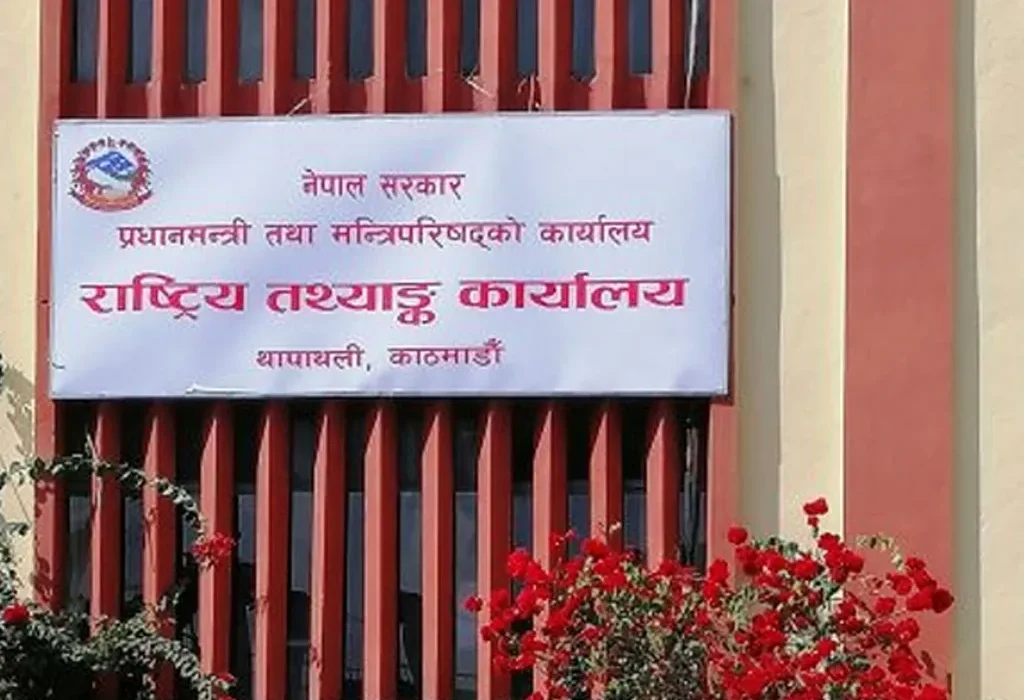 नेपाल सरकार
प्रधानमन्त्री तथा मन्त्रिपरिषद्को कार्यालय
राष्ट्रिय तथ्याङ्क कार्यालय
थापाथली, काठमाडौँ